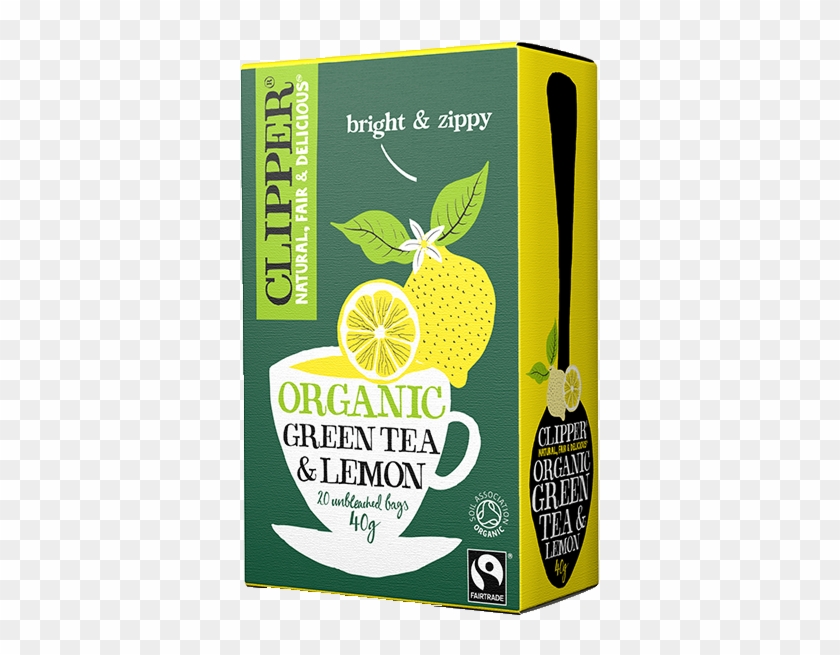 CLIPPER®
NATURAL, FAIR & DELICIOUS®
bright & zippy
ORGANIC
GREEN TEA
& LEMON
20 unbleached bags
40g
SOIL ASSOCIATION
ORGANIC
FAIRTRADE
®
CLIPPER®
NATURAL, FAIR & DELICIOUS®
ORGANIC
GREEN
TEA &
LEMON
40g